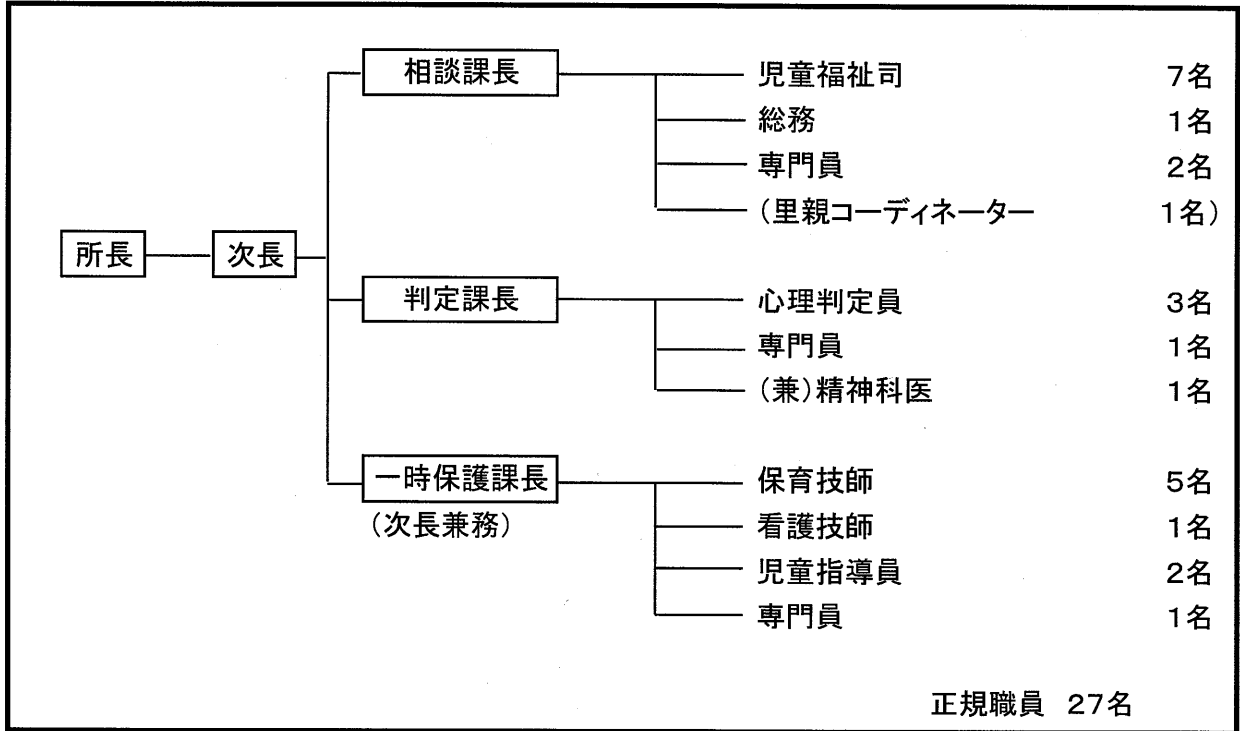 相談課長
児童福祉司 7名
総務 1名
専門員 2名
(里親コーディネーター 1名)
所長 次長
判定課長
心理判定員 3名
専門員 1名
(兼)精神科医 1名
一時保護課長
(次長兼務)
保育技師 5名
看護技師 1名
児童指導員 2名
専門員 1名
正規職員 27名